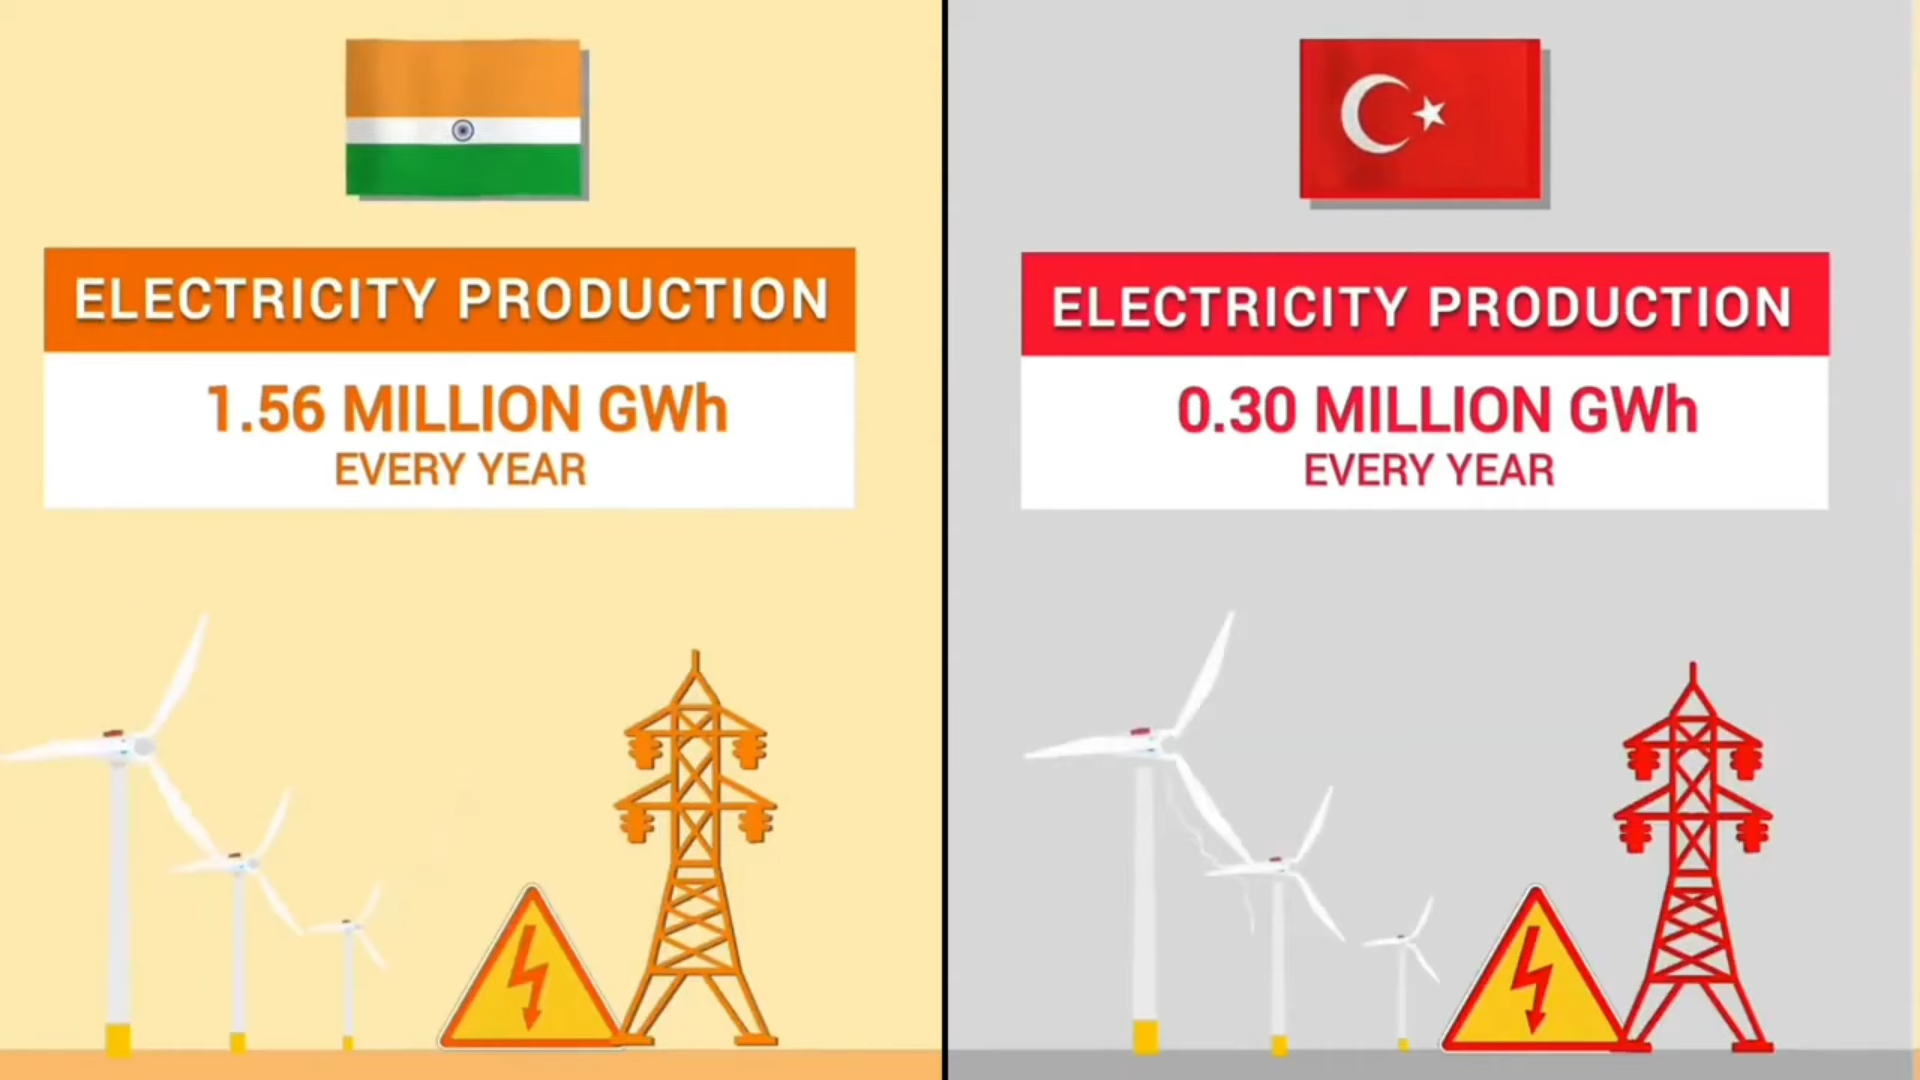 ELECTRICITY PRODUCTION
1.56 MILLION GWh
EVERY YEAR
ELECTRICITY PRODUCTION
0.30 MILLION GWh
EVERY YEAR